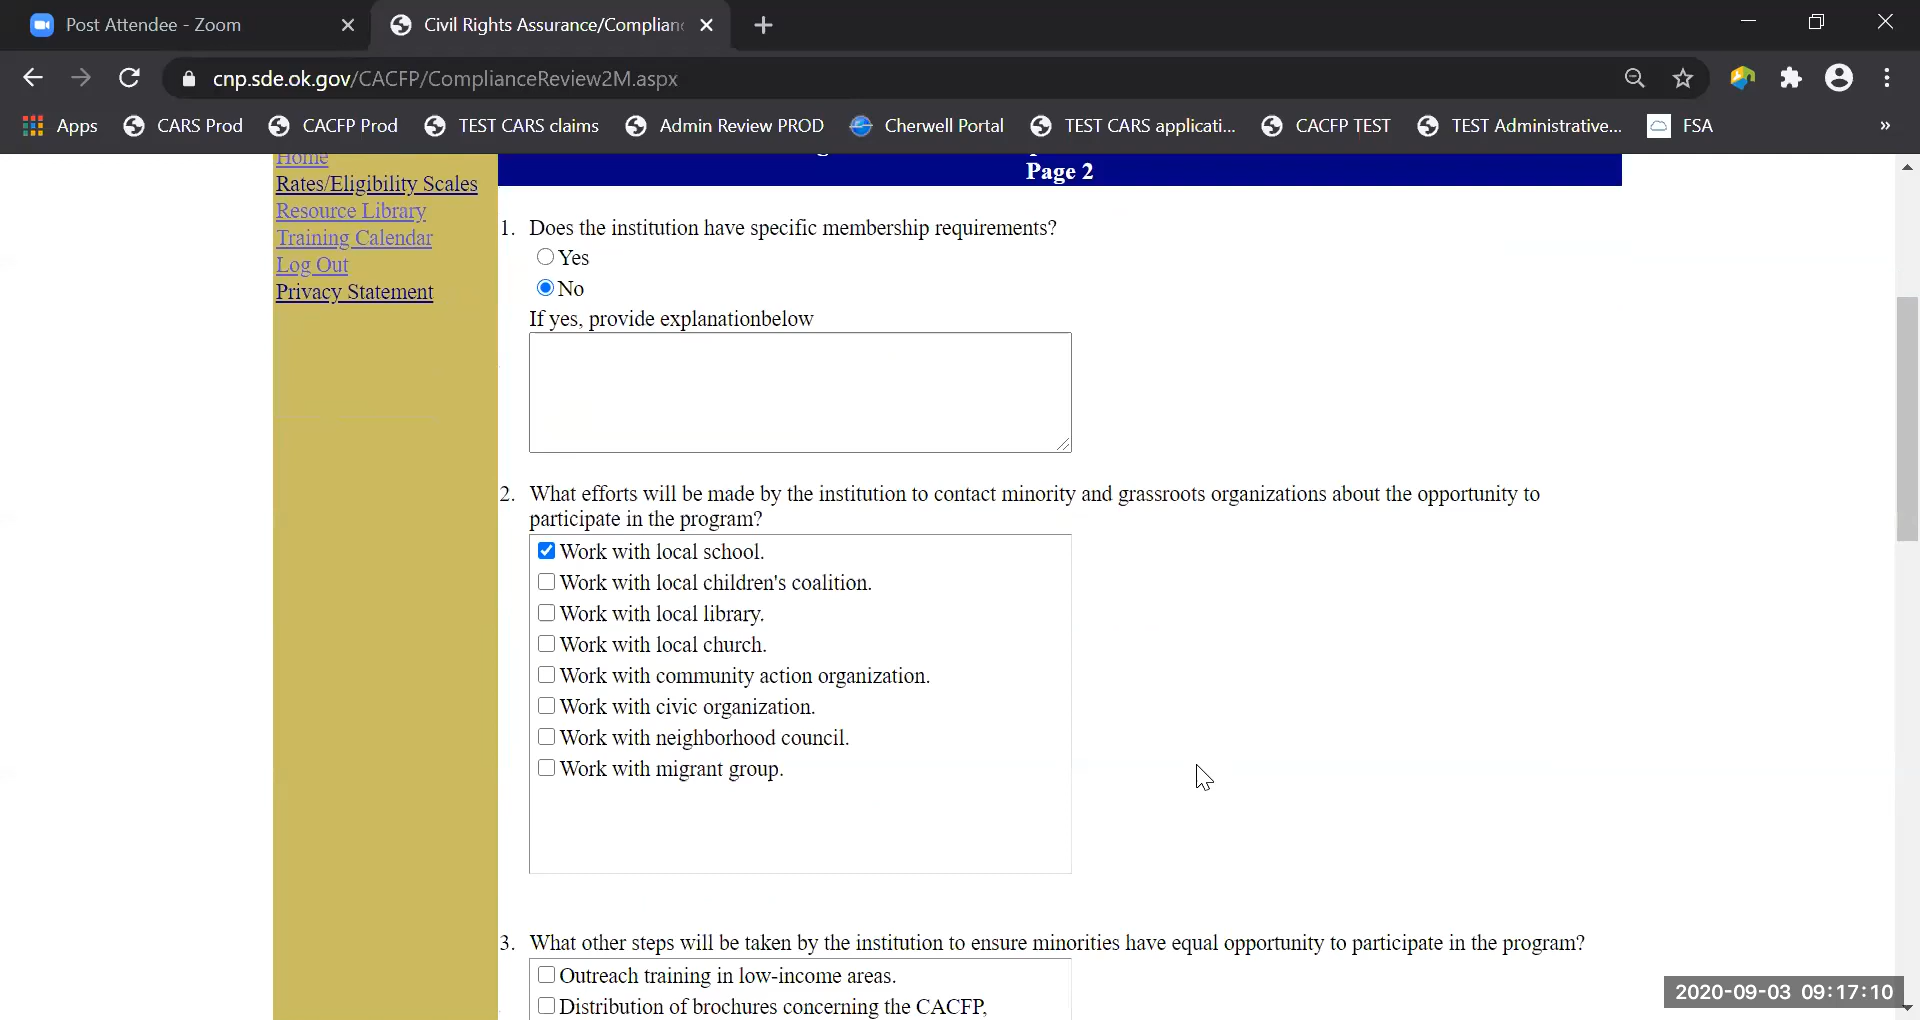 Post Attendee - Zoom
Civil Rights Assurance/Complian
cnp.sde.ok.gov/CACFP/ComplianceReview2M.aspx
Apps CARS Prod CACFP Prod TEST CARS claims Admin Review PROD Cherwell Portal TEST CARS applicati... CACFP TEST TEST Administrative... FSA »
Home
Rates/Eligibility Scales
Resource Library
Training Calendar
Log Out
Privacy Statement
Page 2
1. Does the institution have specific membership requirements?
Yes
No
If yes, provide explanationbelow
2. What efforts will be made by the institution to contact minority and grassroots organizations about the opportunity to
participate in the program?
Work with local school.
Work with local children's coalition.
Work with local library.
Work with local church.
Work with community action organization.
Work with civic organization.
Work with neighborhood council.
Work with migrant group.
3. What other steps will be taken by the institution to ensure minorities have equal opportunity to participate in the program?
Outreach training in low-income areas.
Distribution of brochures concerning the CACFP,
2020-09-03 09:17:10